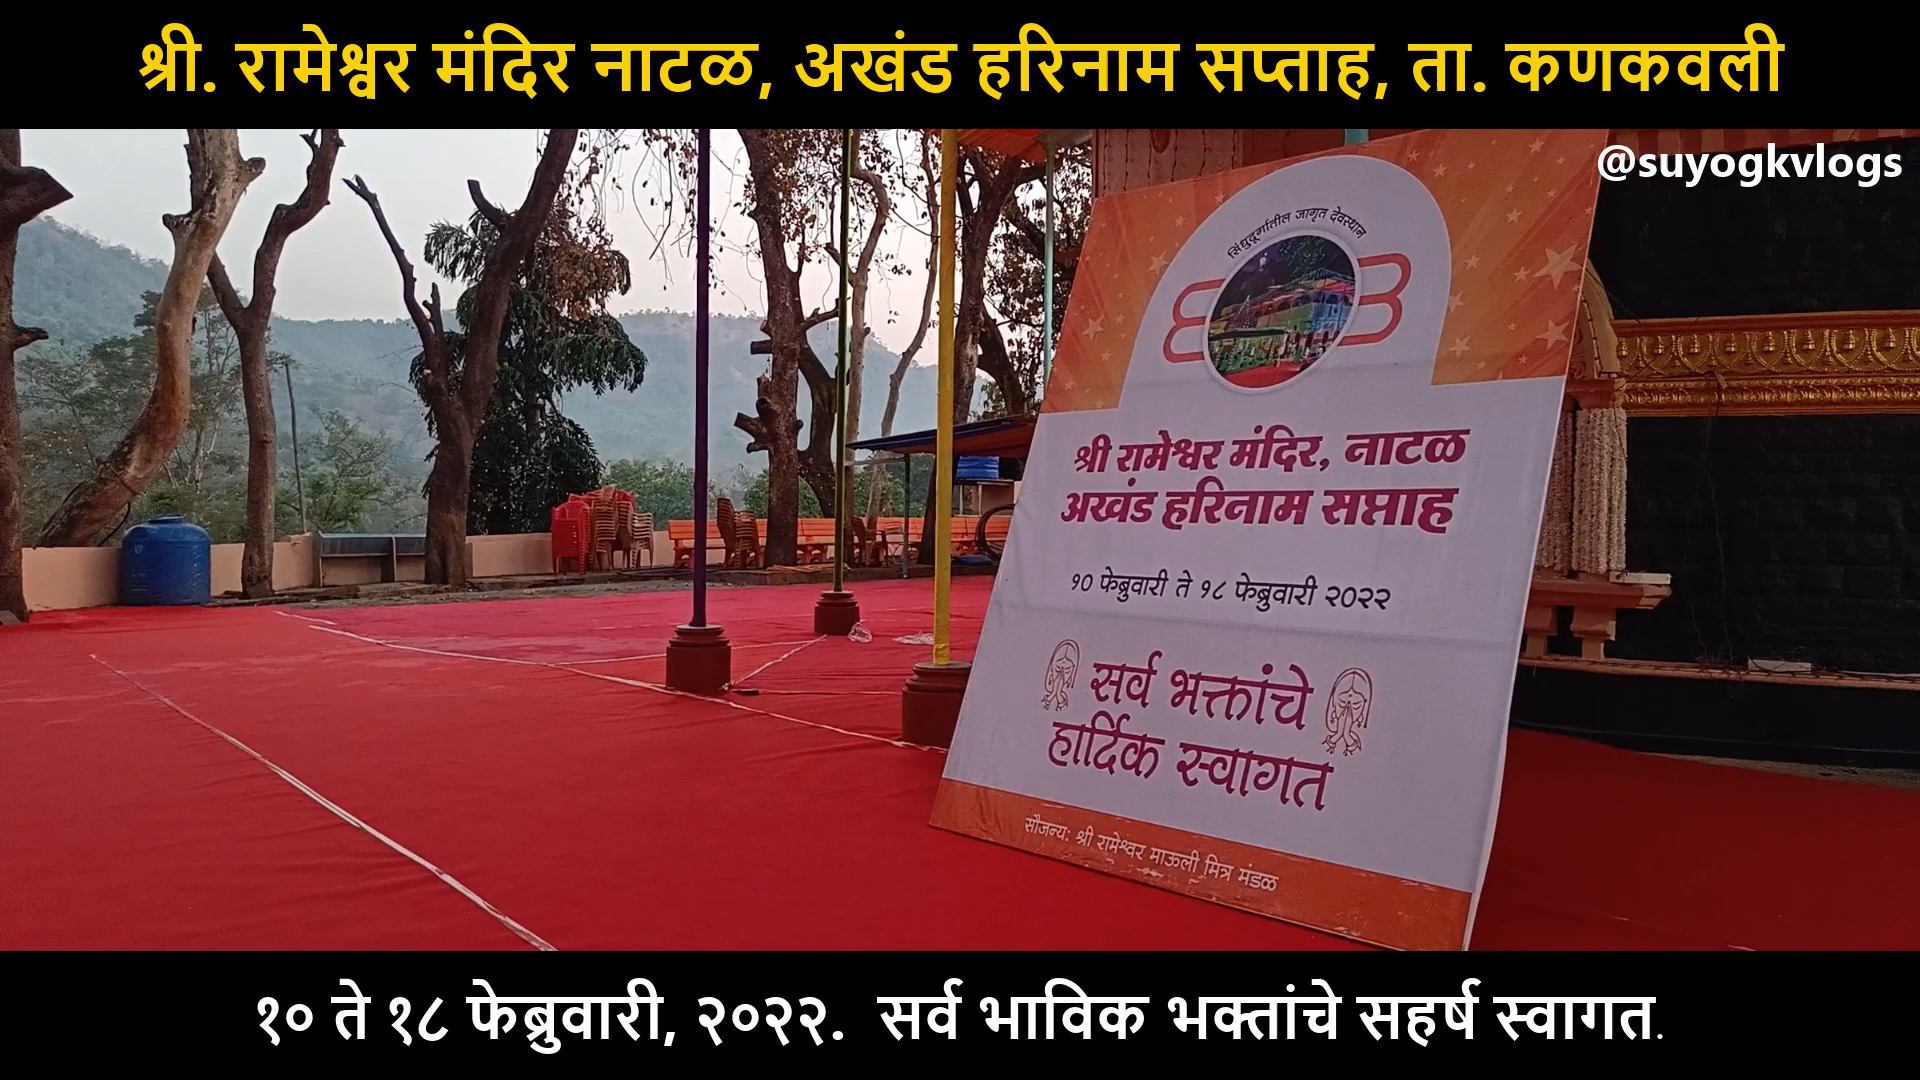 श्री. रामेश्वर मंदिर नाटळ, अखंड हरिनाम सप्ताह, ता. कणकवली
@suyogkvlogs
सिंधुदूर्गातील जागृत देवस्थान
श्री रामेश्वर मंदिर, नाटळ
अखंड हरिनाम सप्ताह
१० फेब्रुवारी ते १८ फेब्रुवारी २०२२
सर्व भक्तांचे
हार्दिक स्वागत
सौजन्य: श्री रामेश्वर माऊली मित्र मंडळ
१० ते १८ फेब्रुवारी, २०२२. सर्व भाविक भक्तांचे सहर्ष स्वागत.